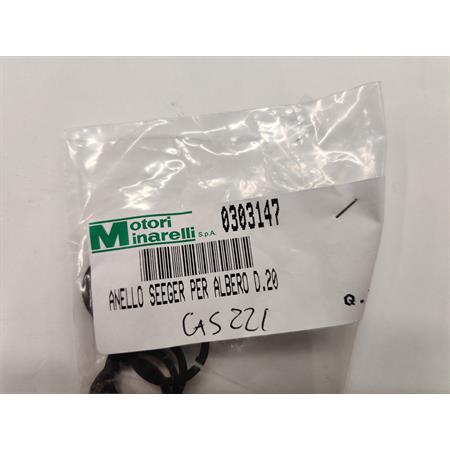 Motori Minarelli S.p.A.
0303147
ANELLO SEEGER PER ALBERO D.20
Q.
CAS 221